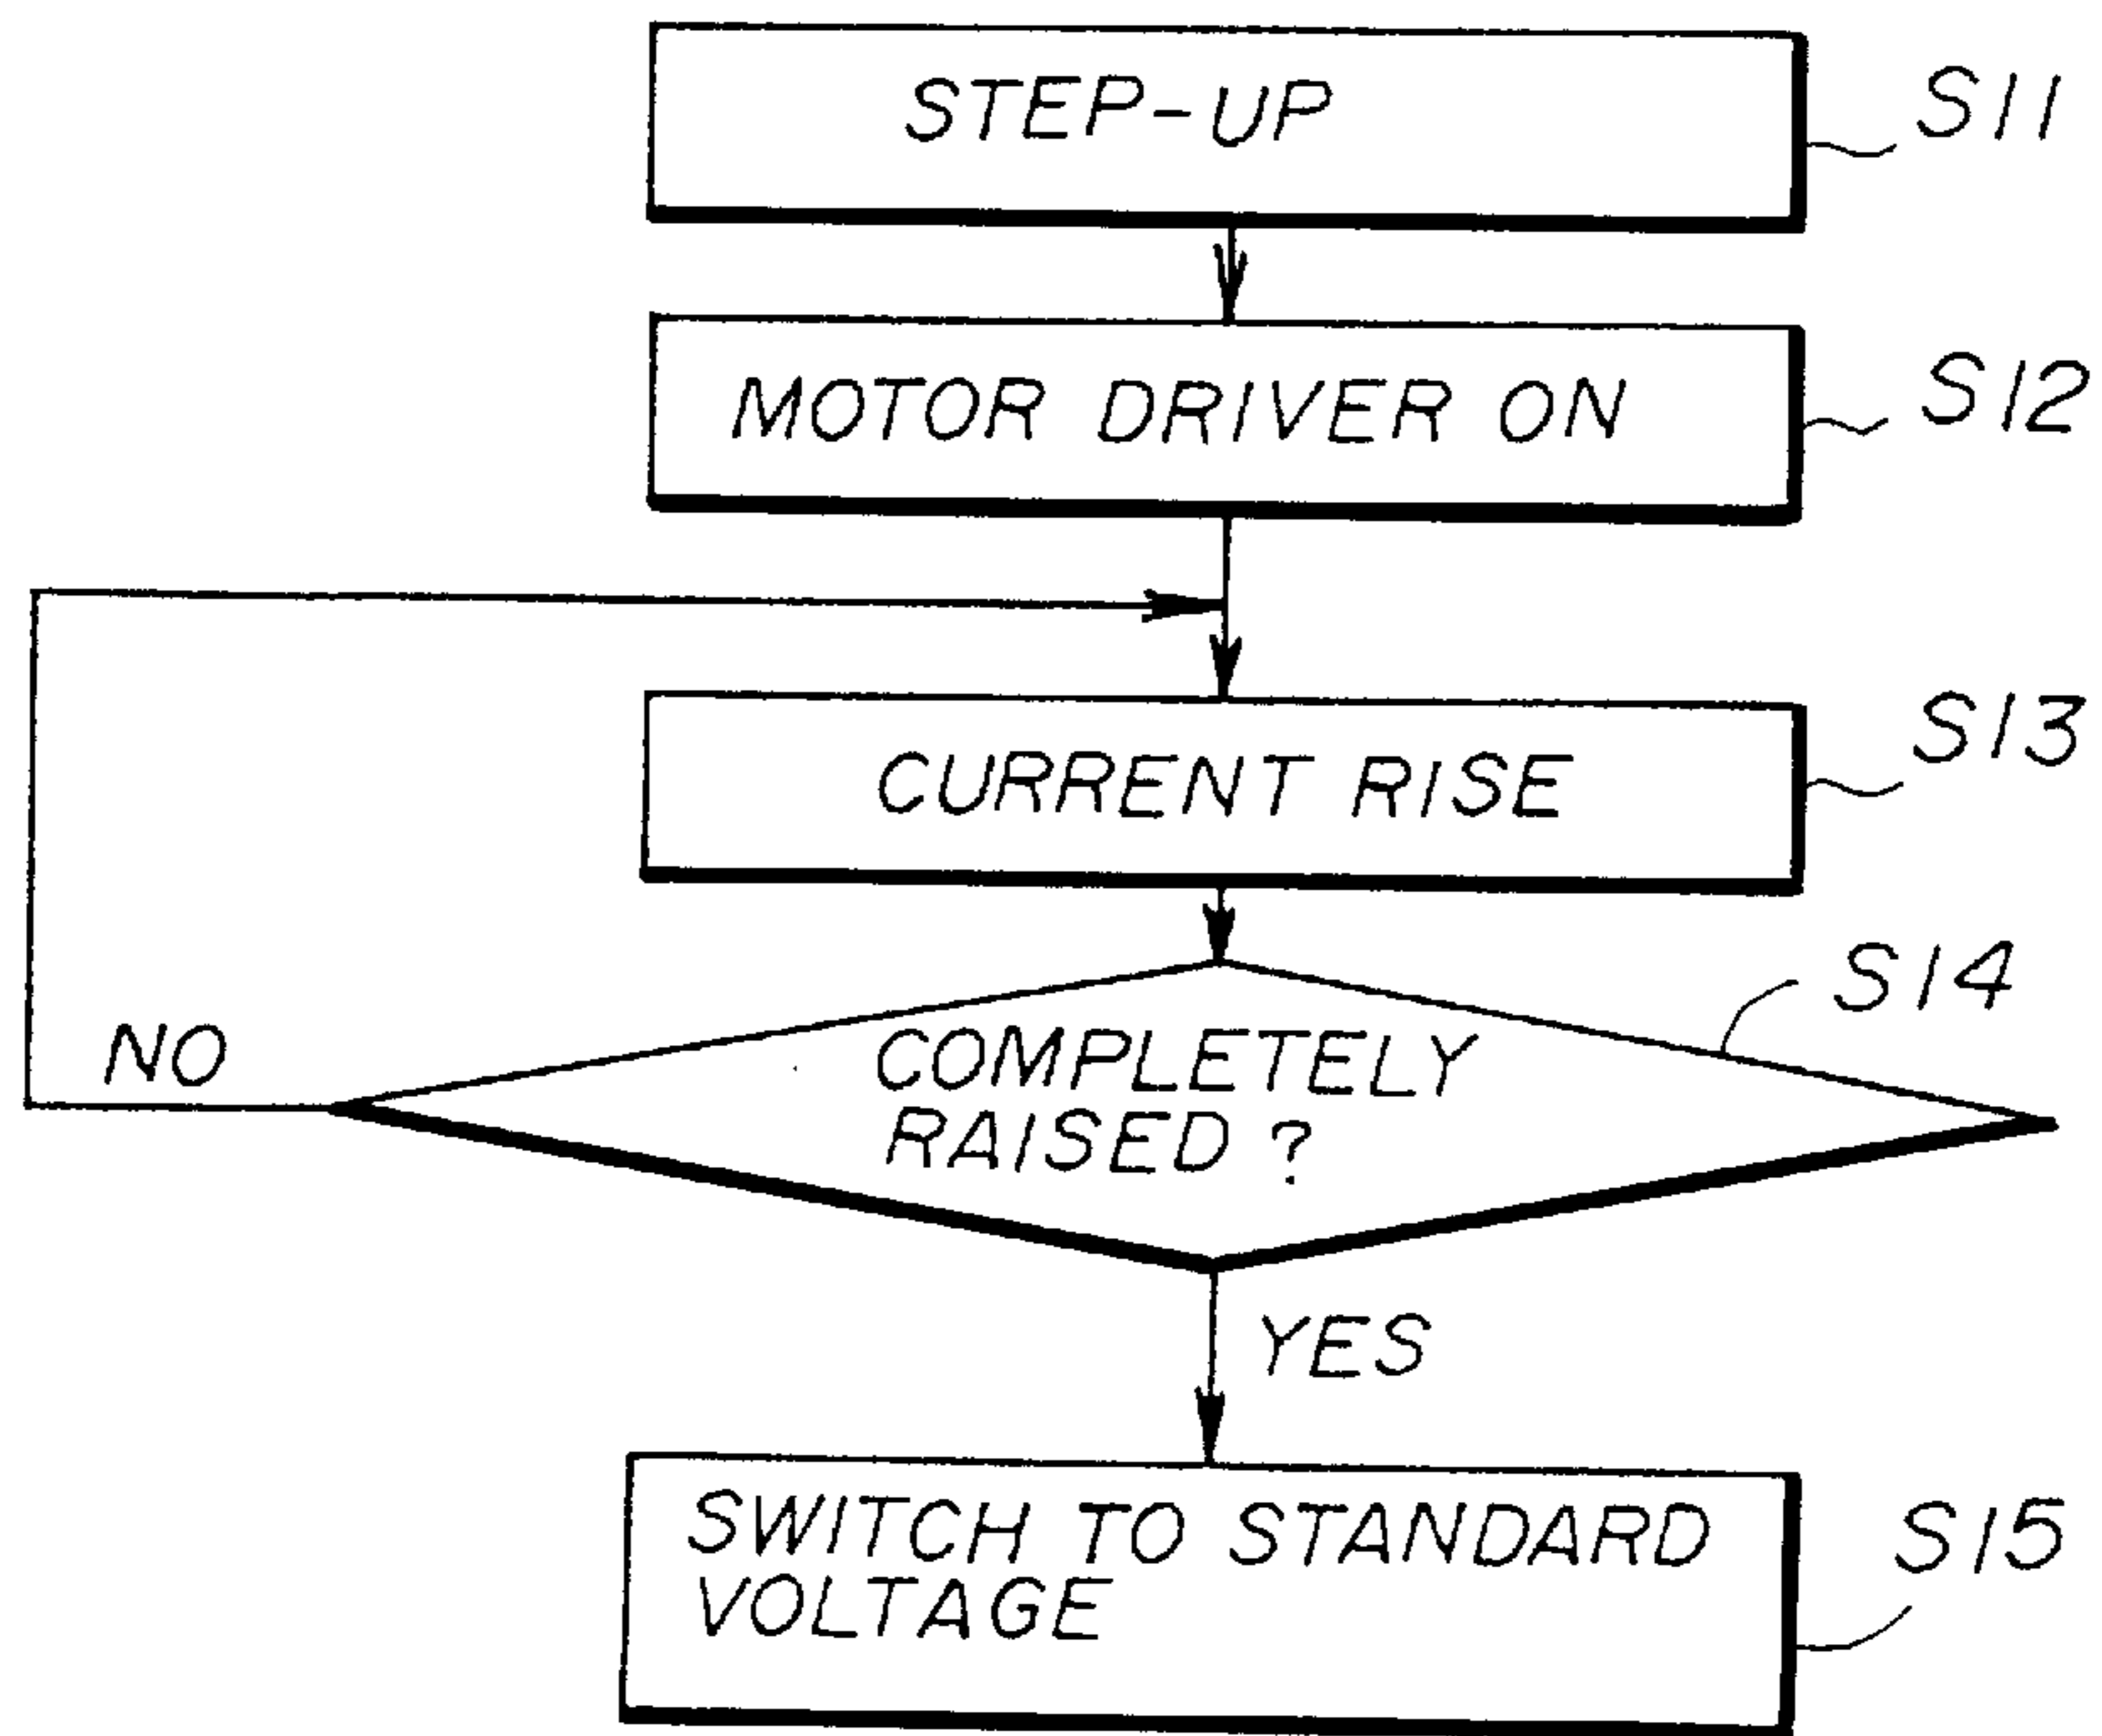 STEP-UP
S11
MOTOR DRIVER ON
S12
CURRENT RISE
S13
S14
COMPLETELY
RAISED ?
NO
YES
SWITCH TO STANDARD
VOLTAGE
S15